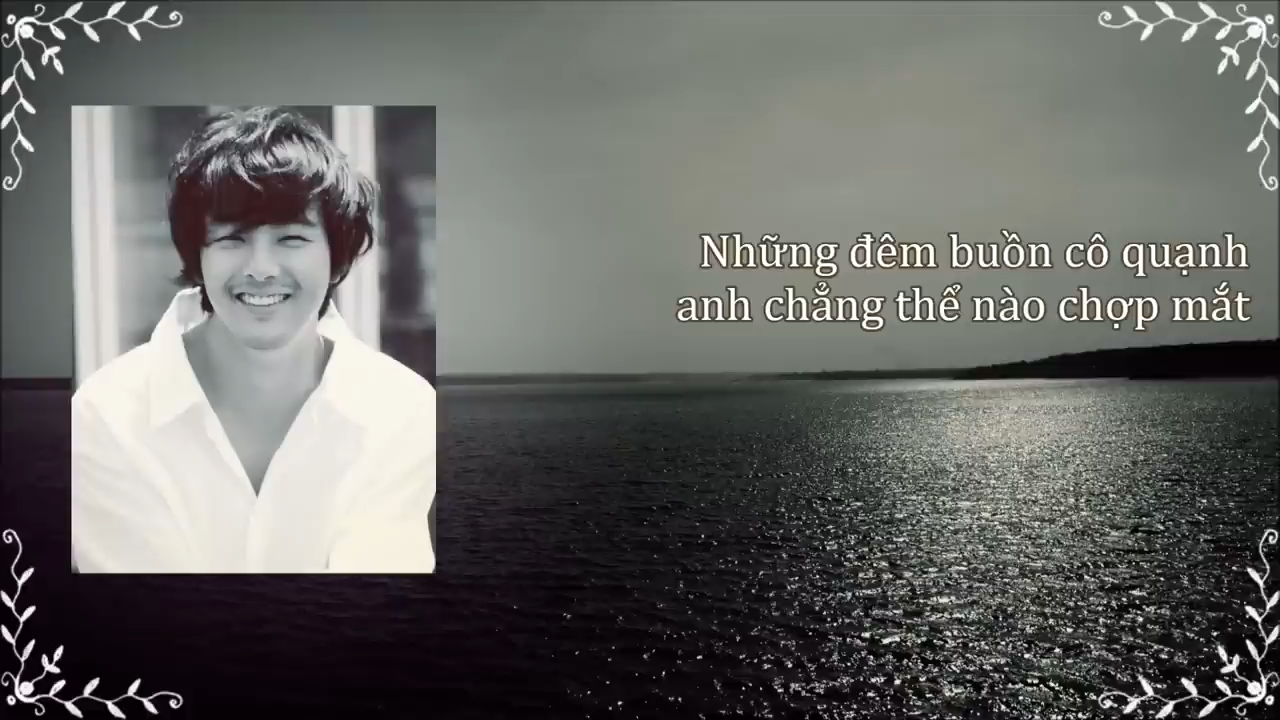 Những đêm buồn cô quạnh
anh chẳng thể nào chợp mắt